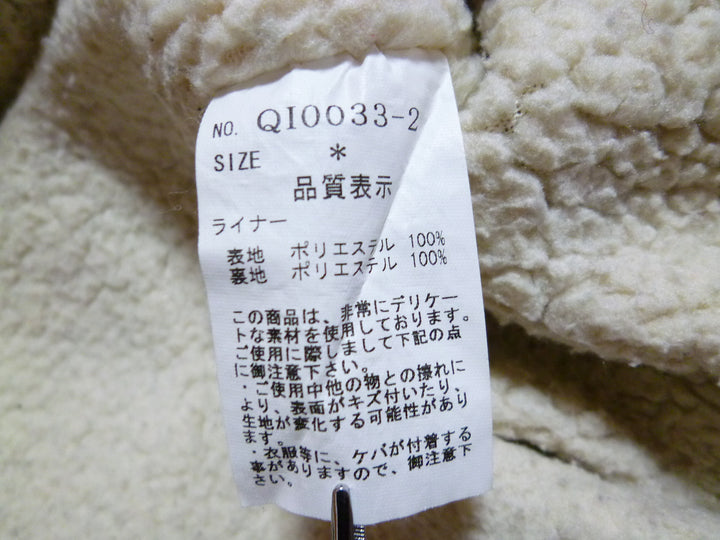 NO. QI0033-2
SIZE *
品質表示
ライナー
表地 ポリエステル 100%
裏地 ポリエステル 100%
この商品は、非常にデリケー
トな素材を使用しております。
ご使用に際しまして下記の点
に御注意下さい。
・ご使用中他の物との擦れに
より、表面がキズ付いたり、
生地が変化する可能性があり
ます。
・衣服等に、ケバが付着する
事がありますので、御注意下
さい。